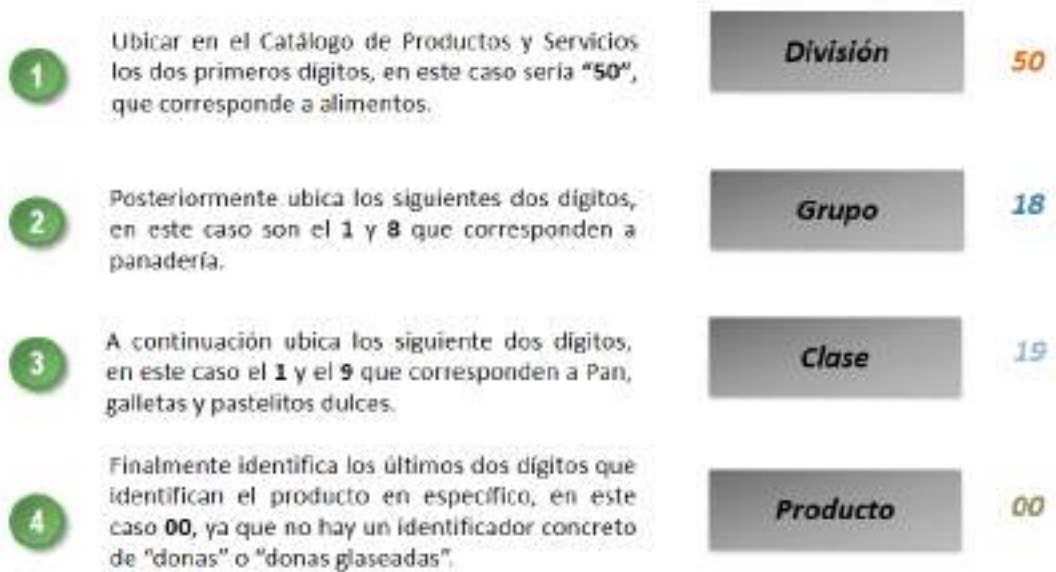 1
Ubicar en el Catálogo de Productos y Servicios
los dos primeros dígitos, en este caso sería “50”,
que corresponde a alimentos.
División
50
2
Posteriormente ubica los siguientes dos dígitos,
en este caso son el 1 y 8 que corresponden a
panadería.
Grupo
18
3
A continuación ubica los siguiente dos dígitos,
en este caso el 1 y el 9 que corresponden a Pan,
galletas y pastelitos dulces.
Clase
19
4
Finalmente identifica los últimos dos dígitos que
identifican el producto en específico, en este
caso 00, ya que no hay un identificador concreto
de “donas” o “donas glaseadas”.
Producto
00